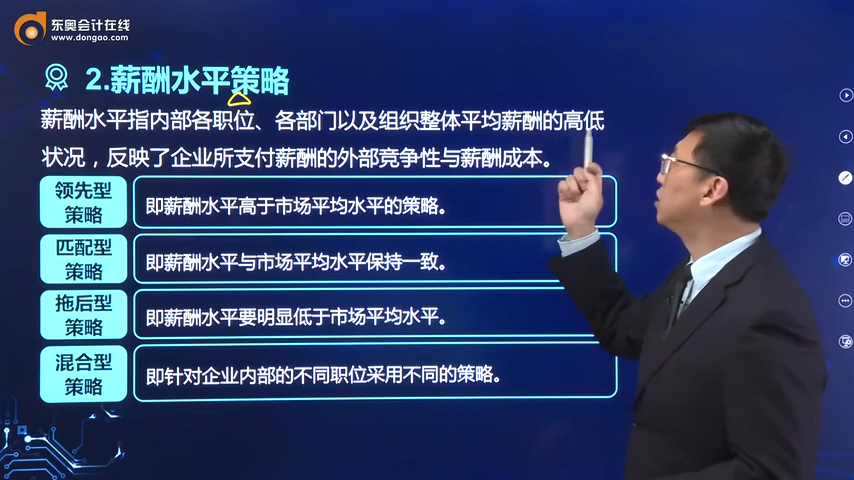 东奥会计在线
www.dongao.com
2.薪酬水平策略
薪酬水平指内部各职位、各部门以及组织整体平均薪酬的高低
状况，反映了企业所支付薪酬的外部竞争性与薪酬成本。
领先型
策略
即薪酬水平高于市场平均水平的策略。
匹配型
策略
即薪酬水平与市场平均水平保持一致。
拖后型
策略
即薪酬水平要明显低于市场平均水平。
混合型
策略
即针对企业内部的不同职位采用不同的策略。